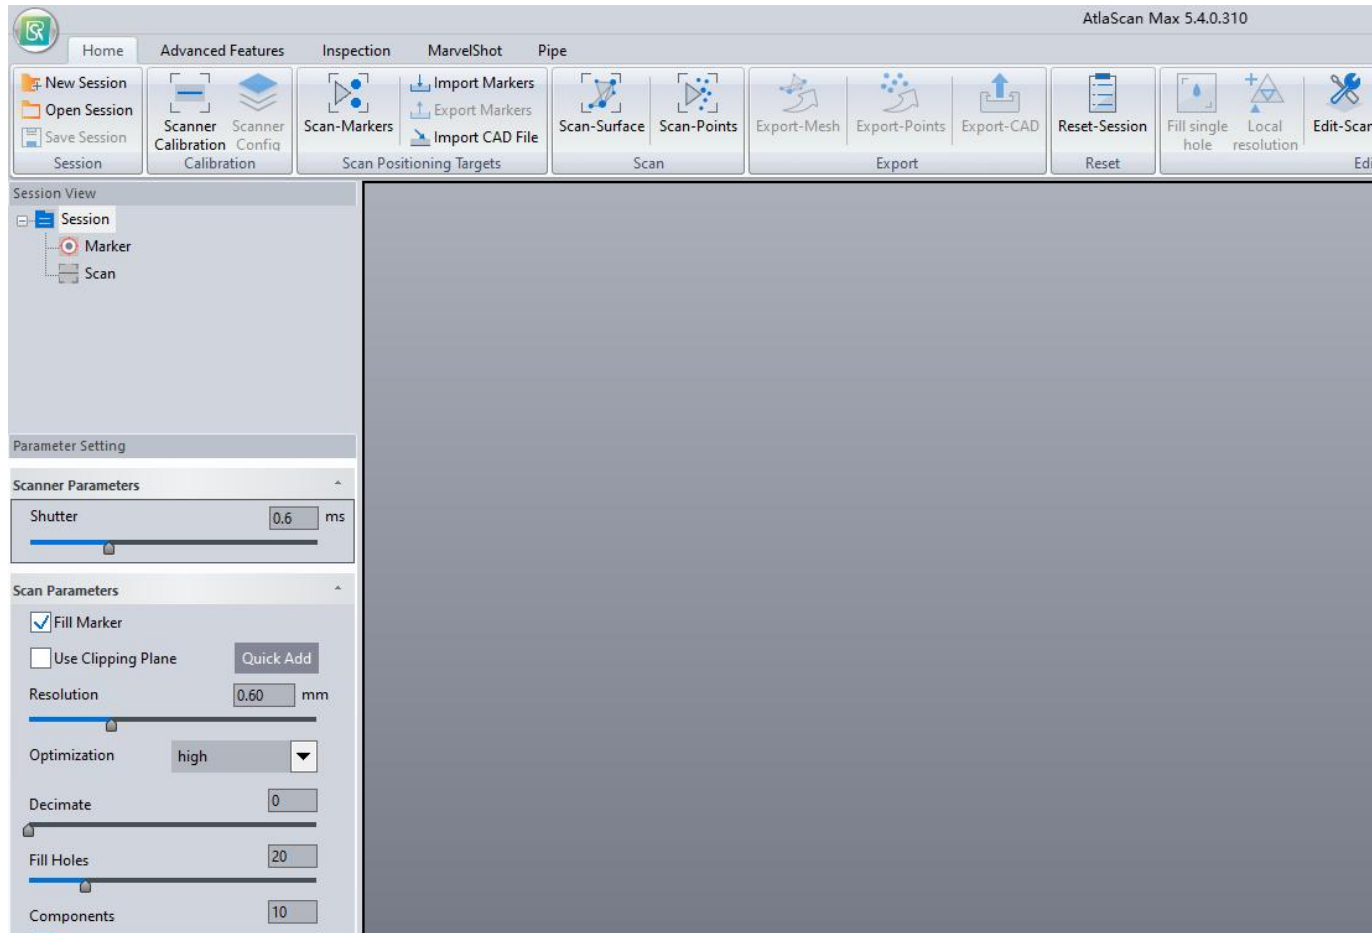 AtlaScan Max 5.4.0.310
Home Advanced Features Inspection MarvelShot Pipe
New Session
Open Session
Save Session
Session
Scanner
Calibration
Scanner
Config
Calibration
Scan-Markers
Import Markers
Export Markers
Import CAD File
Scan Positioning Targets
Scan-Surface
Scan-Points
Scan
Export-Mesh
Export-Points
Export-CAD
Export
Reset-Session
Reset
Fill single
hole
Local
resolution
Edit-Scan
Edi
Session View
Session
Marker
Scan
Parameter Setting
Scanner Parameters
Shutter 0.6 ms
Scan Parameters
Fill Marker
Use Clipping Plane Quick Add
Resolution 0.60 mm
Optimization high
Decimate 0
Fill Holes 20
Components 10